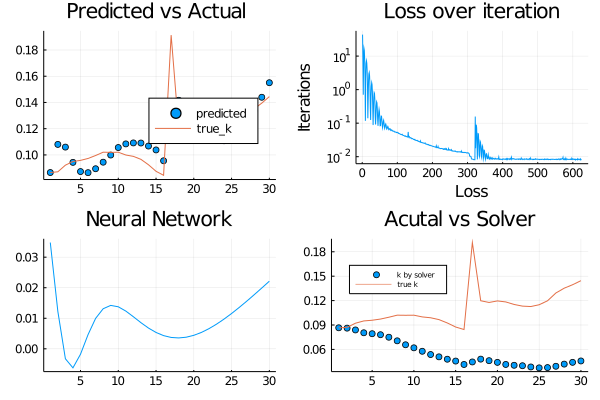 Predicted vs Actual
0.18
0.16
0.14
0.12
0.10
predicted
true_k
5 10 15 20 25 30
Loss over iteration
Iterations
10^1
10^0
10^-1
10^-2
0 100 200 300 400 500 600
Loss
Neural Network
0.03
0.02
0.01
0.00
5 10 15 20 25 30
Acutal vs Solver
0.18
0.15
0.12
0.09
0.06
k by solver
true k
5 10 15 20 25 30